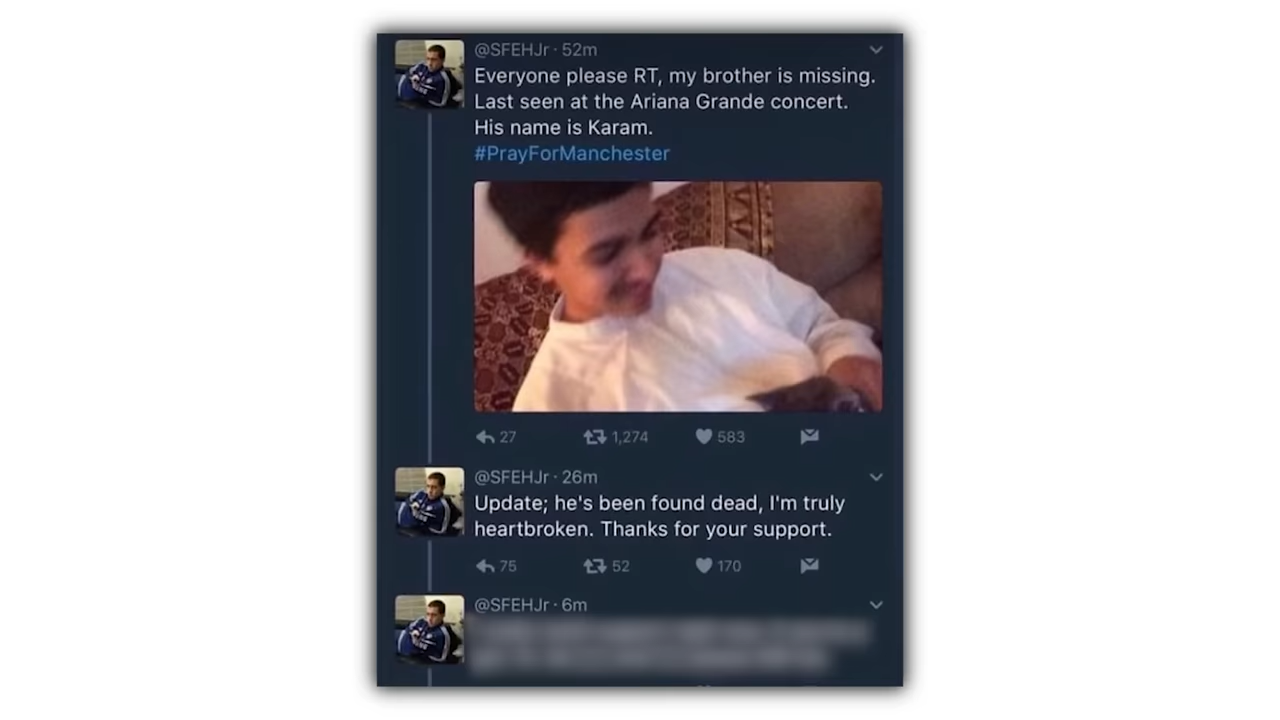 @SFEHJr · 52m
Everyone please RT, my brother is missing.
Last seen at the Ariana Grande concert.
His name is Karam.
#PrayForManchester
27 1,274 583
@SFEHJr · 26m
Update; he's been found dead, I'm truly
heartbroken. Thanks for your support.
75 52 170
@SFEHJr · 6m